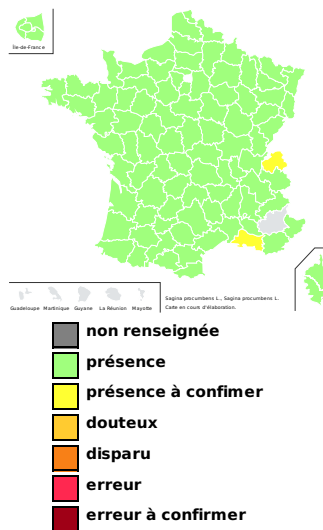 Île-de-France
Guadeloupe Martinique Guyane La Réunion Mayotte
Sagina procumbens L., Sagina procumbens L.
Carte en cours d'élaboration.
non renseignée
présence
présence à confimer
douteux
disparu
erreur
erreur à confirmer